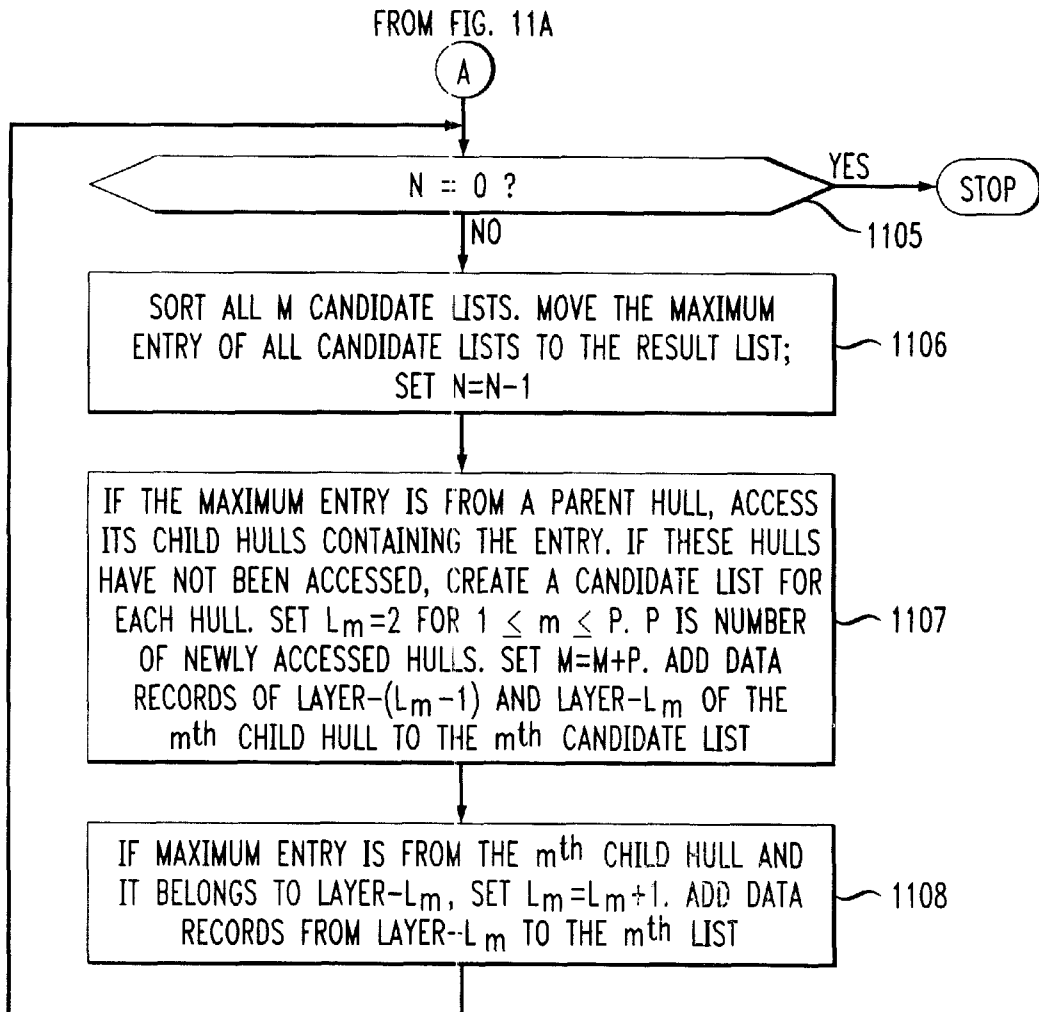 FROM FIG. 11A
A
N = 0 ?
YES
STOP
1105
NO
SORT ALL M CANDIDATE LISTS. MOVE THE MAXIMUM
ENTRY OF ALL CANDIDATE LISTS TO THE RESULT LIST;
SET N=N-1
1106
IF THE MAXIMUM ENTRY IS FROM A PARENT HULL, ACCESS
ITS CHILD HULLS CONTAINING THE ENTRY. IF THESE HULLS
HAVE NOT BEEN ACCESSED, CREATE A CANDIDATE LIST FOR
EACH HULL. SET Lm=2 FOR 1 ≤ m ≤ P. P IS NUMBER
OF NEWLY ACCESSED HULLS. SET M=M+P. ADD DATA
RECORDS OF LAYER-(Lm-1) AND LAYER-Lm OF THE
mth CHILD HULL TO THE mth CANDIDATE LIST
1107
IF MAXIMUM ENTRY IS FROM THE mth CHILD HULL AND
IT BELONGS TO LAYER-Lm, SET Lm=Lm+1. ADD DATA
RECORDS FROM LAYER-Lm TO THE mth LIST
1108